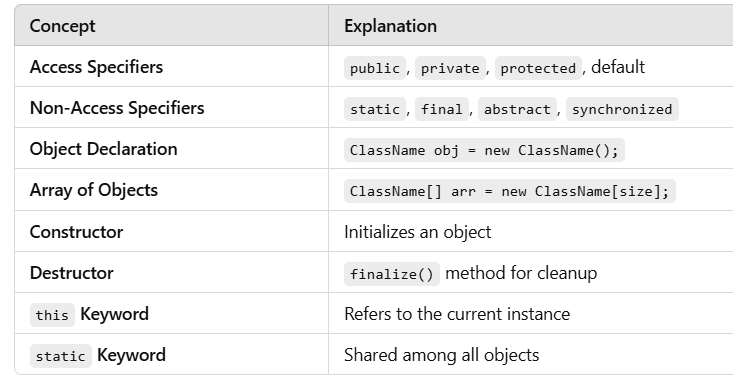 Concept Explanation
Access Specifiers public, private, protected, default
Non-Access Specifiers static, final, abstract, synchronized
Object Declaration ClassName obj = new ClassName();
Array of Objects ClassName[] arr = new ClassName[size];
Constructor Initializes an object
Destructor finalize() method for cleanup
this Keyword Refers to the current instance
static Keyword Shared among all objects